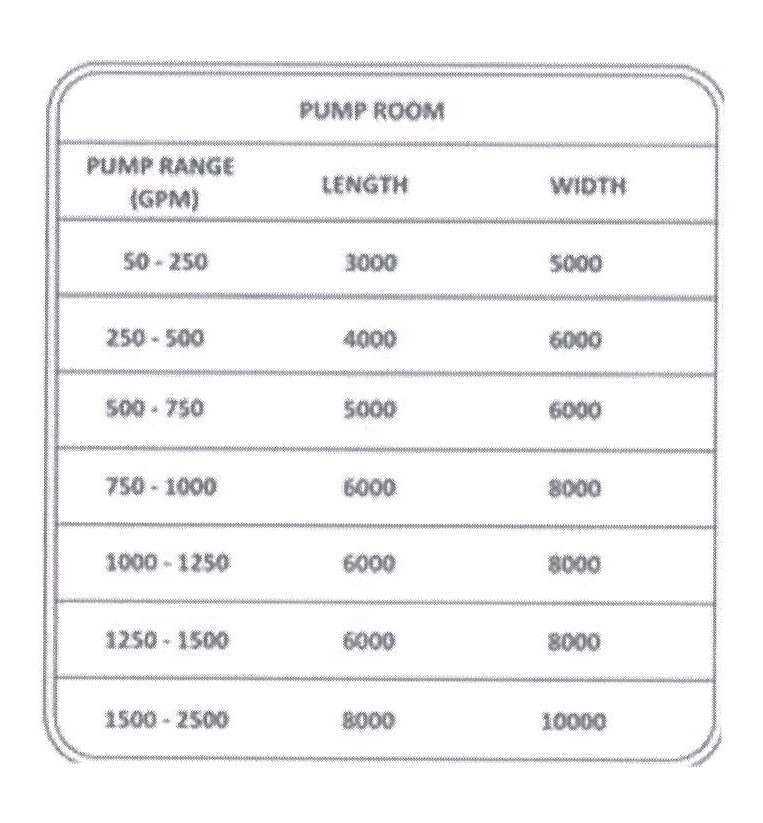 PUMP ROOM
PUMP RANGE
(GPM)
LENGTH
WIDTH
50 - 250 3000 5000
250 - 500 4000 6000
500 - 750 5000 6000
750 - 1000 6000 8000
1000 - 1250 6000 8000
1250 - 1500 6000 8000
1500 - 2500 8000 10000